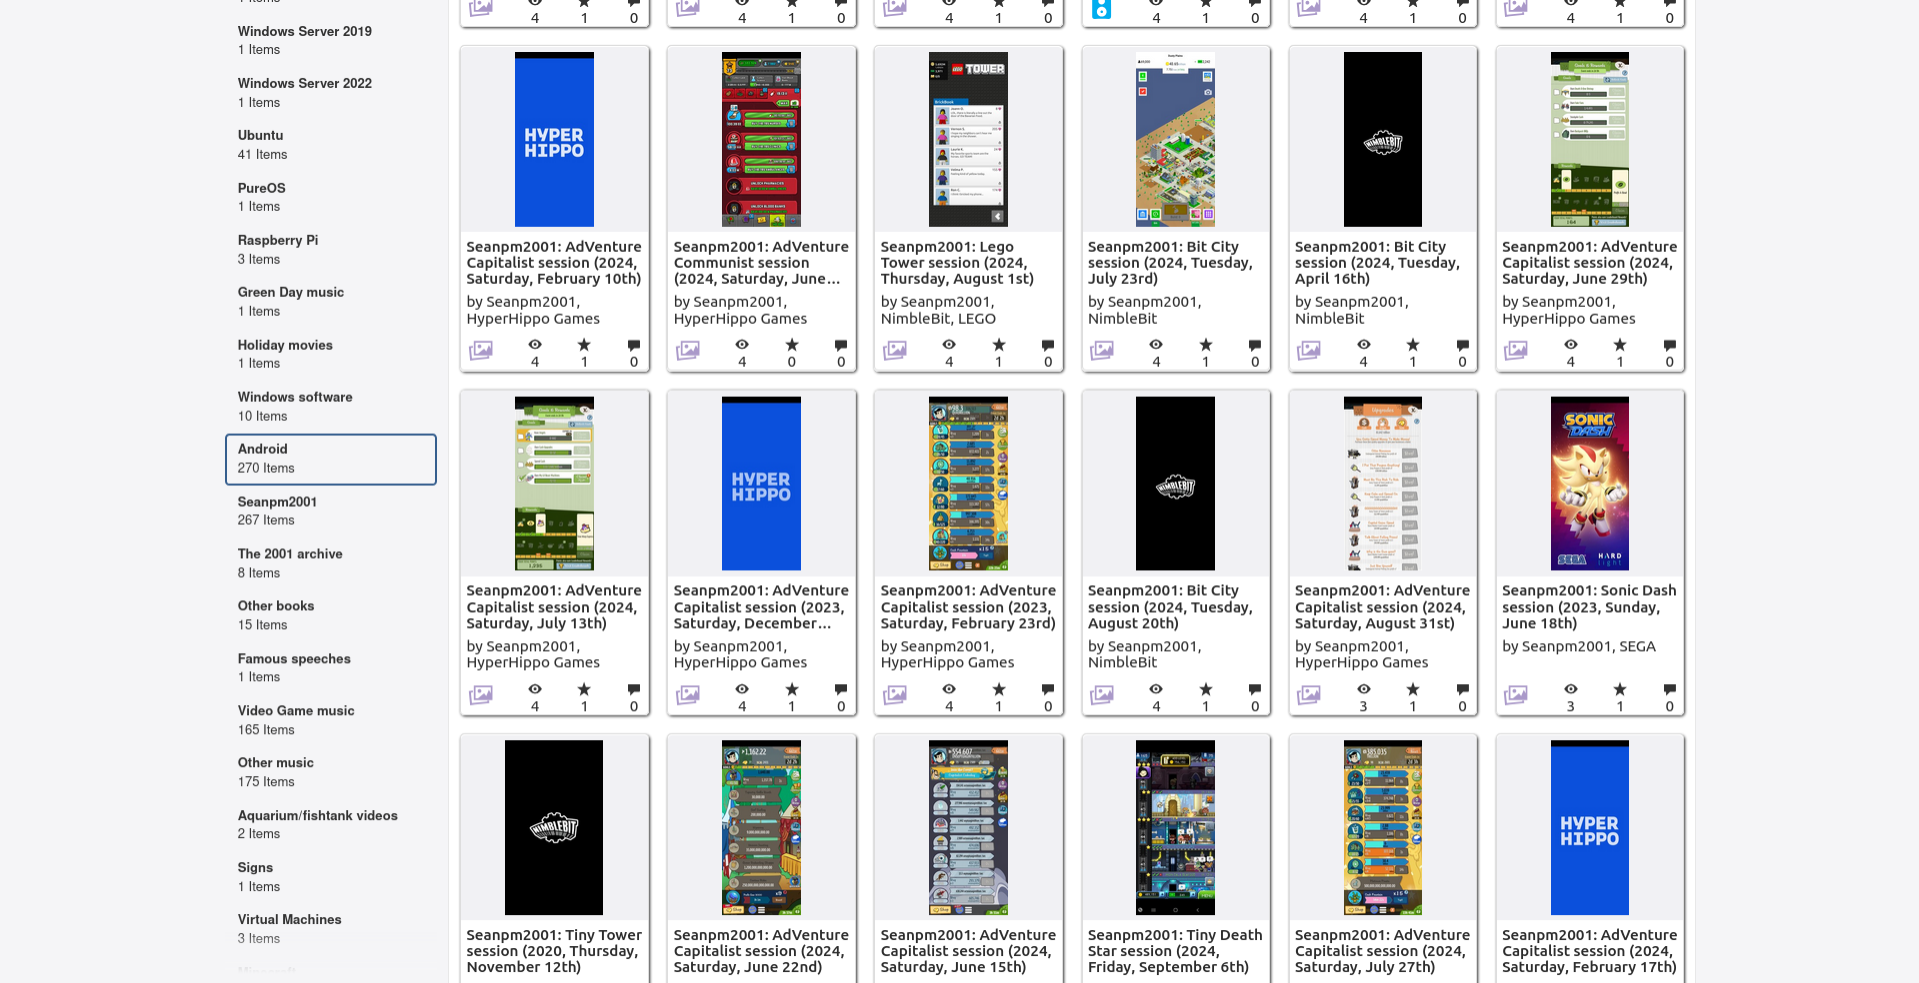 Windows Server 2019
1 Items
Windows Server 2022
1 Items
Ubuntu
41 Items
PureOS
1 Items
Raspberry Pi
3 Items
Green Day music
1 Items
Holiday movies
1 Items
Windows software
10 Items
Android
270 Items
Seanpm2001
267 Items
The 2001 archive
8 Items
Other books
15 Items
Famous speeches
1 Items
Video Game music
165 Items
Other music
175 Items
Aquarium/fishtank videos
2 Items
Signs
1 Items
Virtual Machines
3 Items
4 1 0
4 1 0
4 1 0
4 1 0
4 1 0
4 1 0
HYPER
HIPPO
Seanpm2001: AdVenture
Capitalist session (2024,
Saturday, February 10th)
by Seanpm2001,
HyperHippo Games
4 1 0
Seanpm2001: AdVenture
Communist session
(2024, Saturday, June...
by Seanpm2001,
HyperHippo Games
4 0 0
LEGO TOWER
Seanpm2001: Lego
Tower session (2024,
Thursday, August 1st)
by Seanpm2001,
NimbleBit, LEGO
4 1 0
Seanpm2001: Bit City
session (2024, Tuesday,
July 23rd)
by Seanpm2001,
NimbleBit
4 1 0
NIMBLEBIT
Seanpm2001: Bit City
session (2024, Tuesday,
April 16th)
by Seanpm2001,
NimbleBit
4 1 0
Seanpm2001: AdVenture
Capitalist session (2024,
Saturday, June 29th)
by Seanpm2001,
HyperHippo Games
4 1 0
Seanpm2001: AdVenture
Capitalist session (2024,
Saturday, July 13th)
by Seanpm2001,
HyperHippo Games
4 1 0
HYPER
HIPPO
Seanpm2001: AdVenture
Capitalist session (2023,
Saturday, December...
by Seanpm2001,
HyperHippo Games
4 1 0
Seanpm2001: AdVenture
Capitalist session (2023,
Saturday, February 23rd)
by Seanpm2001,
HyperHippo Games
4 1 0
NIMBLEBIT
Seanpm2001: Bit City
session (2024, Tuesday,
August 20th)
by Seanpm2001,
NimbleBit
4 1 0
Upgrades
Seanpm2001: AdVenture
Capitalist session (2024,
Saturday, August 31st)
by Seanpm2001,
HyperHippo Games
3 1 0
SONIC
DASH
SEGA
HARD
light
Seanpm2001: Sonic Dash
session (2023, Sunday,
June 18th)
by Seanpm2001, SEGA
3 1 0
NIMBLEBIT
Seanpm2001: Tiny Tower
session (2020, Thursday,
November 12th)
Seanpm2001: AdVenture
Capitalist session (2024,
Saturday, June 22nd)
Seanpm2001: AdVenture
Capitalist session (2024,
Saturday, June 15th)
Seanpm2001: Tiny Death
Star session (2024,
Friday, September 6th)
Seanpm2001: AdVenture
Capitalist session (2024,
Saturday, July 27th)
HYPER
HIPPO
Seanpm2001: AdVenture
Capitalist session (2024,
Saturday, February 17th)